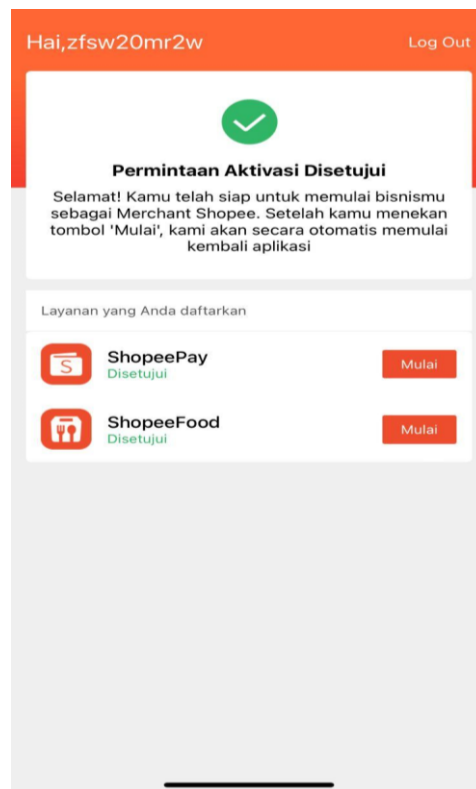 Hai,zfsw20mr2w
Log Out
Permintaan Aktivasi Disetujui
Selamat! Kamu telah siap untuk memulai bisnismu
sebagai Merchant Shopee. Setelah kamu menekan
tombol 'Mulai', kami akan secara otomatis memulai
kembali aplikasi
Layanan yang Anda daftarkan
S
ShopeePay
Disetujui
Mulai
ShopeeFood
Disetujui
Mulai